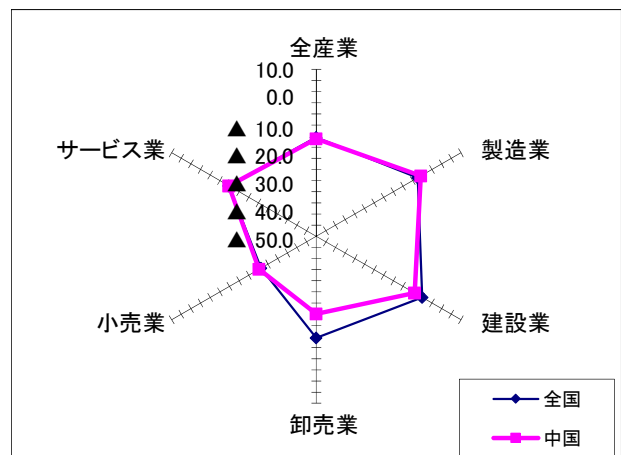 全産業
10.0
0.0
▲ 10.0
▲ 20.0
▲ 30.0
▲ 40.0
▲ 50.0
サービス業
製造業
小売業
建設業
卸売業
全国
中国